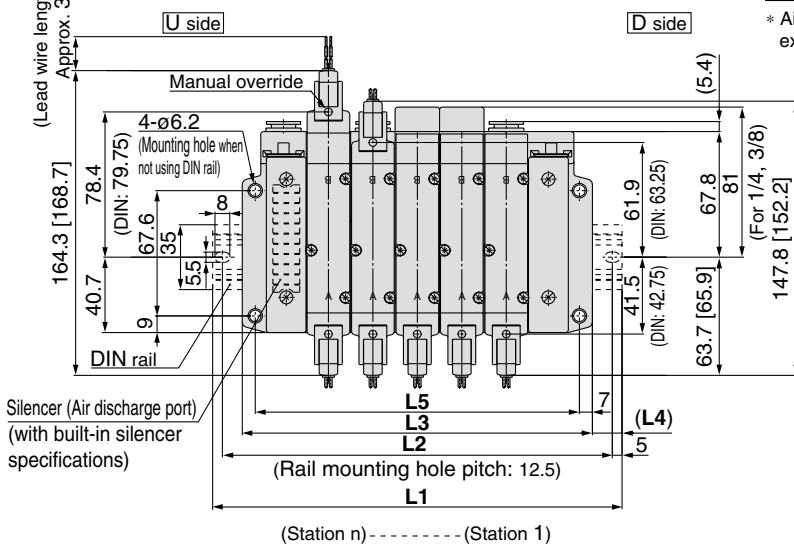 U side
D side
* Ai
ex
(Lead wire leng
Approx. 3
Manual override
4-ø6.2
(Mounting hole when
not using DIN rail)
(5.4)
164.3 [168.7]
78.4
(DIN: 79.75)
67.6
8
35
5.5
40.7
9
B
B
B
B
B
A
A
A
A
A
61.9
(DIN: 63.25)
67.8
81
(For 1/4, 3/8)
147.8 [152.2]
41.5
(DIN: 42.75)
63.7 [65.9]
DIN rail
Silencer (Air discharge port)
(with built-in silencer
specifications)
L5
7
L3
(L4)
L2
5
(Rail mounting hole pitch: 12.5)
L1
(Station n)----------(Station 1)